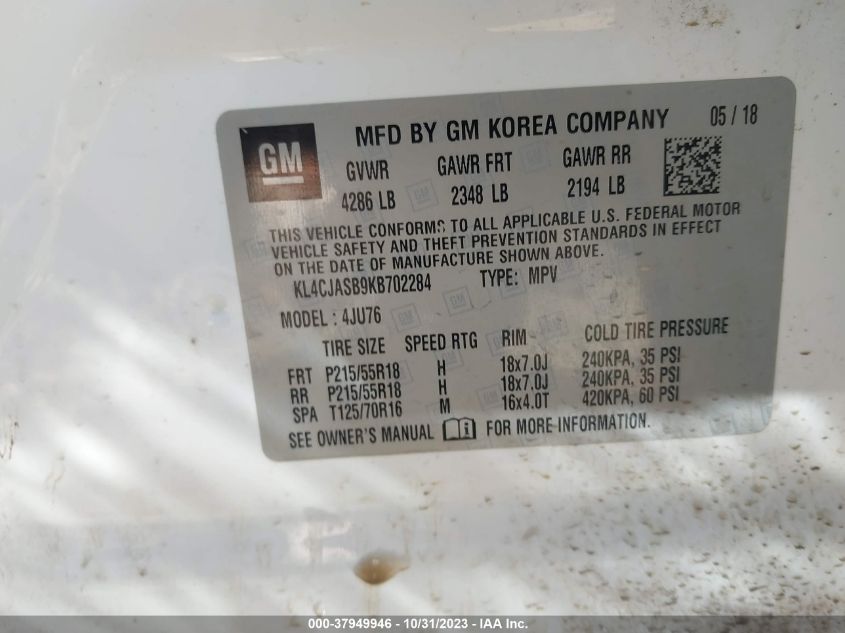 GM
MFD BY GM KOREA COMPANY 05 / 18
GVWR GAWR FRT GAWR RR
4286 LB 2348 LB 2194 LB
THIS VEHICLE CONFORMS TO ALL APPLICABLE U.S. FEDERAL MOTOR
VEHICLE SAFETY AND THEFT PREVENTION STANDARDS IN EFFECT
ON THE DATE OF MANUFACTURE SHOWN ABOVE.
KL4CJASB9KB702284 TYPE: MPV
MODEL : 4JU76
TIRE SIZE SPEED RTG RIM COLD TIRE PRESSURE
FRT P215/55R18 H 18x7.0J 240KPA, 35 PSI
RR P215/55R18 H 18x7.0J 240KPA, 35 PSI
SPA T125/70R16 M 16x4.0T 420KPA, 60 PSI
SEE OWNER'S MANUAL FOR MORE INFORMATION.
000-37949946 - 10/31/2023 - IAA Inc.